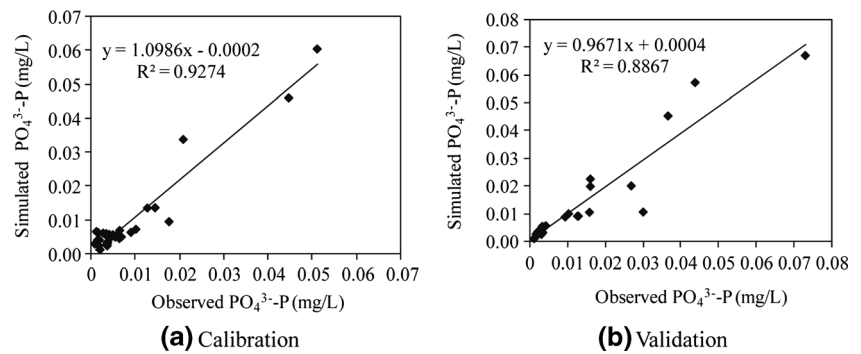 (a)
Simulated PO₄³⁻-P (mg/L)
0.07
0.06
0.05
0.04
0.03
0.02
0.01
0.00
y = 1.0986x - 0.0002
R² = 0.9274
0 0.01 0.02 0.03 0.04 0.05 0.06 0.07
Observed PO₄³⁻-P (mg/L)
(a) Calibration
(b)
Simulated PO₄³⁻-P (mg/L)
0.08
0.07
0.06
0.05
0.04
0.03
0.02
0.01
0.00
y = 0.9671x + 0.0004
R² = 0.8867
0.00 0.01 0.02 0.03 0.04 0.05 0.06 0.07 0.08
Observed PO₄³⁻-P (mg/L)
(b) Validation